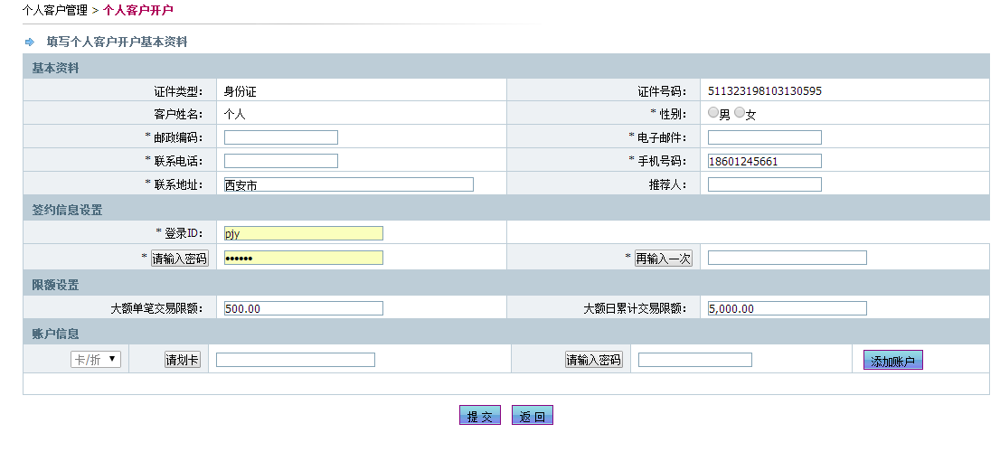 个人客户管理 > 个人客户开户
填写个人客户开户基本资料
基本资料
证件类型： 身份证 证件号码： 511323198103130595
客户姓名： 个人 * 性别： 男 女
* 邮政编码： * 电子邮件：
* 联系电话： * 手机号码： 18601245661
* 联系地址： 西安市 推荐人：
签约信息设置
* 登录ID： pjy
* 请输入密码 •••••• * 再输入一次
限额设置
大额单笔交易限额： 500.00 大额日累计交易限额： 5,000.00
账户信息
卡/折 请划卡 请输入密码 添加账户
提 交 返 回